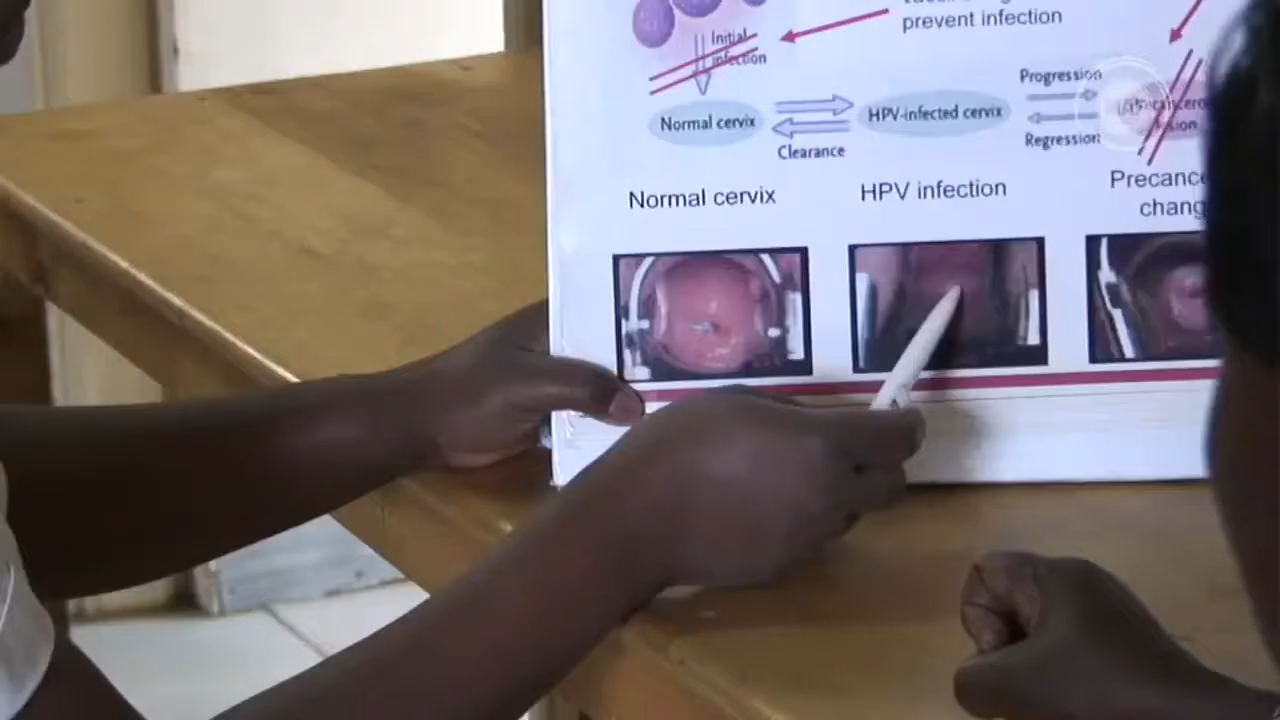 prevent infection
Initial
infection
Progression
Normal cervix
HPV-infected cervix
Clearance
Regression
Normal cervix
HPV infection